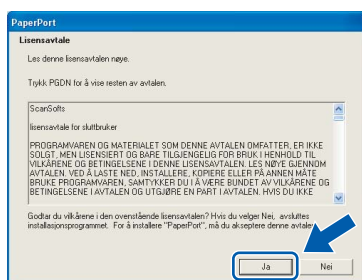 PaperPort
Lisensavtale
Les denne lisensavtalen nøye.
Trykk PGDN for å vise resten av avtalen.
ScanSofts
lisensavtale for sluttbruker
PROGRAMVAREN OG MATERIALET SOM DENNE AVTALEN OMFATTER, ER IKKE
SOLGT, MEN LISENSIERT OG BARE TILGJENGELIG FOR BRUK I HENHOLD TIL
VILKÅRENE OG BETINGELSENE I DENNE LISENSAVTALEN. LES NØYE GJENNOM
AVTALEN. VED Å LASTE NED, INSTALLERE, KOPIERE ELLER PÅ ANNEN MÅTE
BRUKE PROGRAMVAREN, SAMTYKKER DU I Å VÆRE BUNDET AV VILKÅRENE OG
BETINGELSENE I AVTALEN OG UTGJØRE EN PART I AVTALEN. HVIS DU IKKE
Godtar du vilkårene i den ovenstående lisensavtalen? Hvis du velger Nei, avsluttes
installasjonsprogrammet. For å installere "PaperPort", må du akseptere denne avtalen.
Ja
Nei